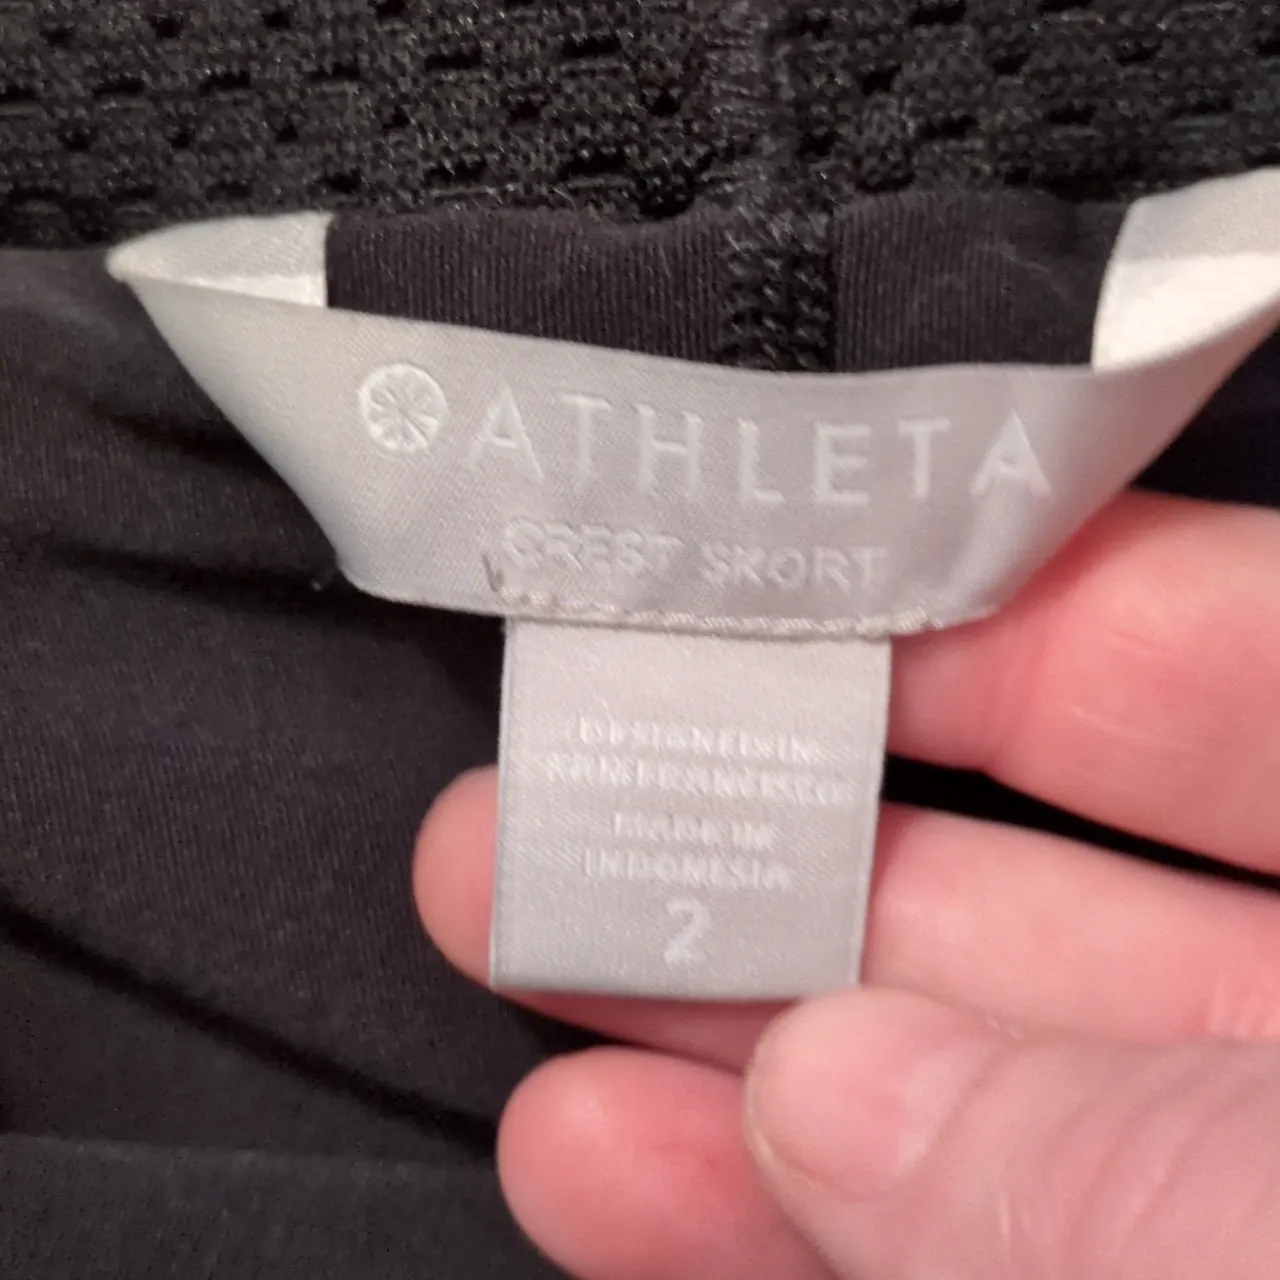 ATHLETA
CREST SKORT
DESIGNED IN
SAN FRANCISCO
MADE IN
INDONESIA
2